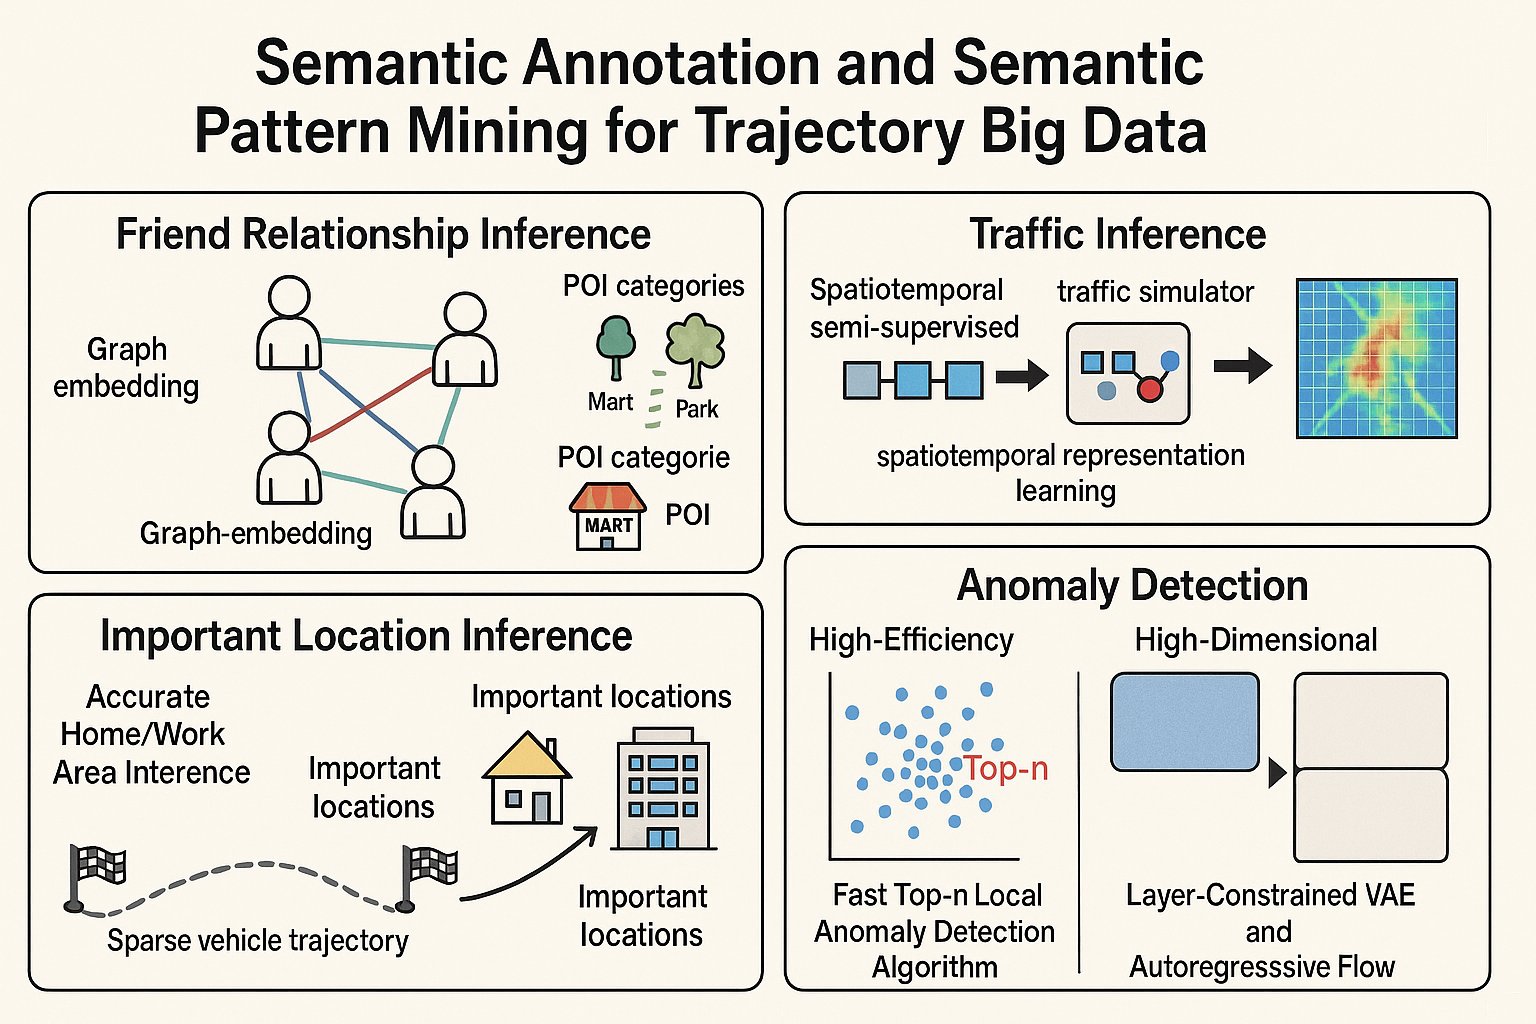 Semantic Annotation and Semantic
Pattern Mining for Trajectory Big Data
Friend Relationship Inference
Graph
embedding
Graph-embedding
POI categories
Mart
Park
POI categorie
MART
POI
Traffic Inference
Spatiotemporal
semi-supervised
traffic simulator
spatiotemporal representation
learning
Important Location Inference
Accurate
Home/Work
Area Interence
Important
locations
Important locations
Important
locations
Sparse vehicle trajectory
Anomaly Detection
High-Efficiency
Top-n
Fast Top-n Local
Anomaly Detection
Algorithm
High-Dimensional
Layer-Constrained VAE
and
Autoregresssive Flow